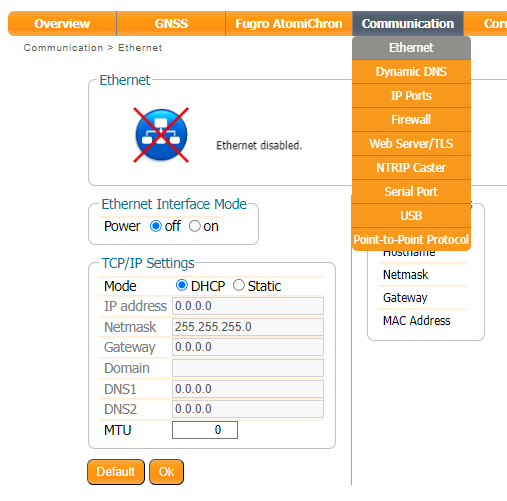 Overview GNSS Fugro AtomiChron Communication
Communication > Ethernet
Ethernet
Dynamic DNS
IP Ports
Firewall
Web Server/TLS
NTRIP Caster
Serial Port
USB
Point-to-Point Protocol
Ethernet
Ethernet disabled.
Ethernet Interface Mode
Power off on
TCP/IP Settings
Mode DHCP Static
IP address 0.0.0.0
Netmask 255.255.255.0
Gateway 0.0.0.0
Domain
DNS1 0.0.0.0
DNS2 0.0.0.0
MTU 0
Default Ok
Hostname
Netmask
Gateway
MAC Address